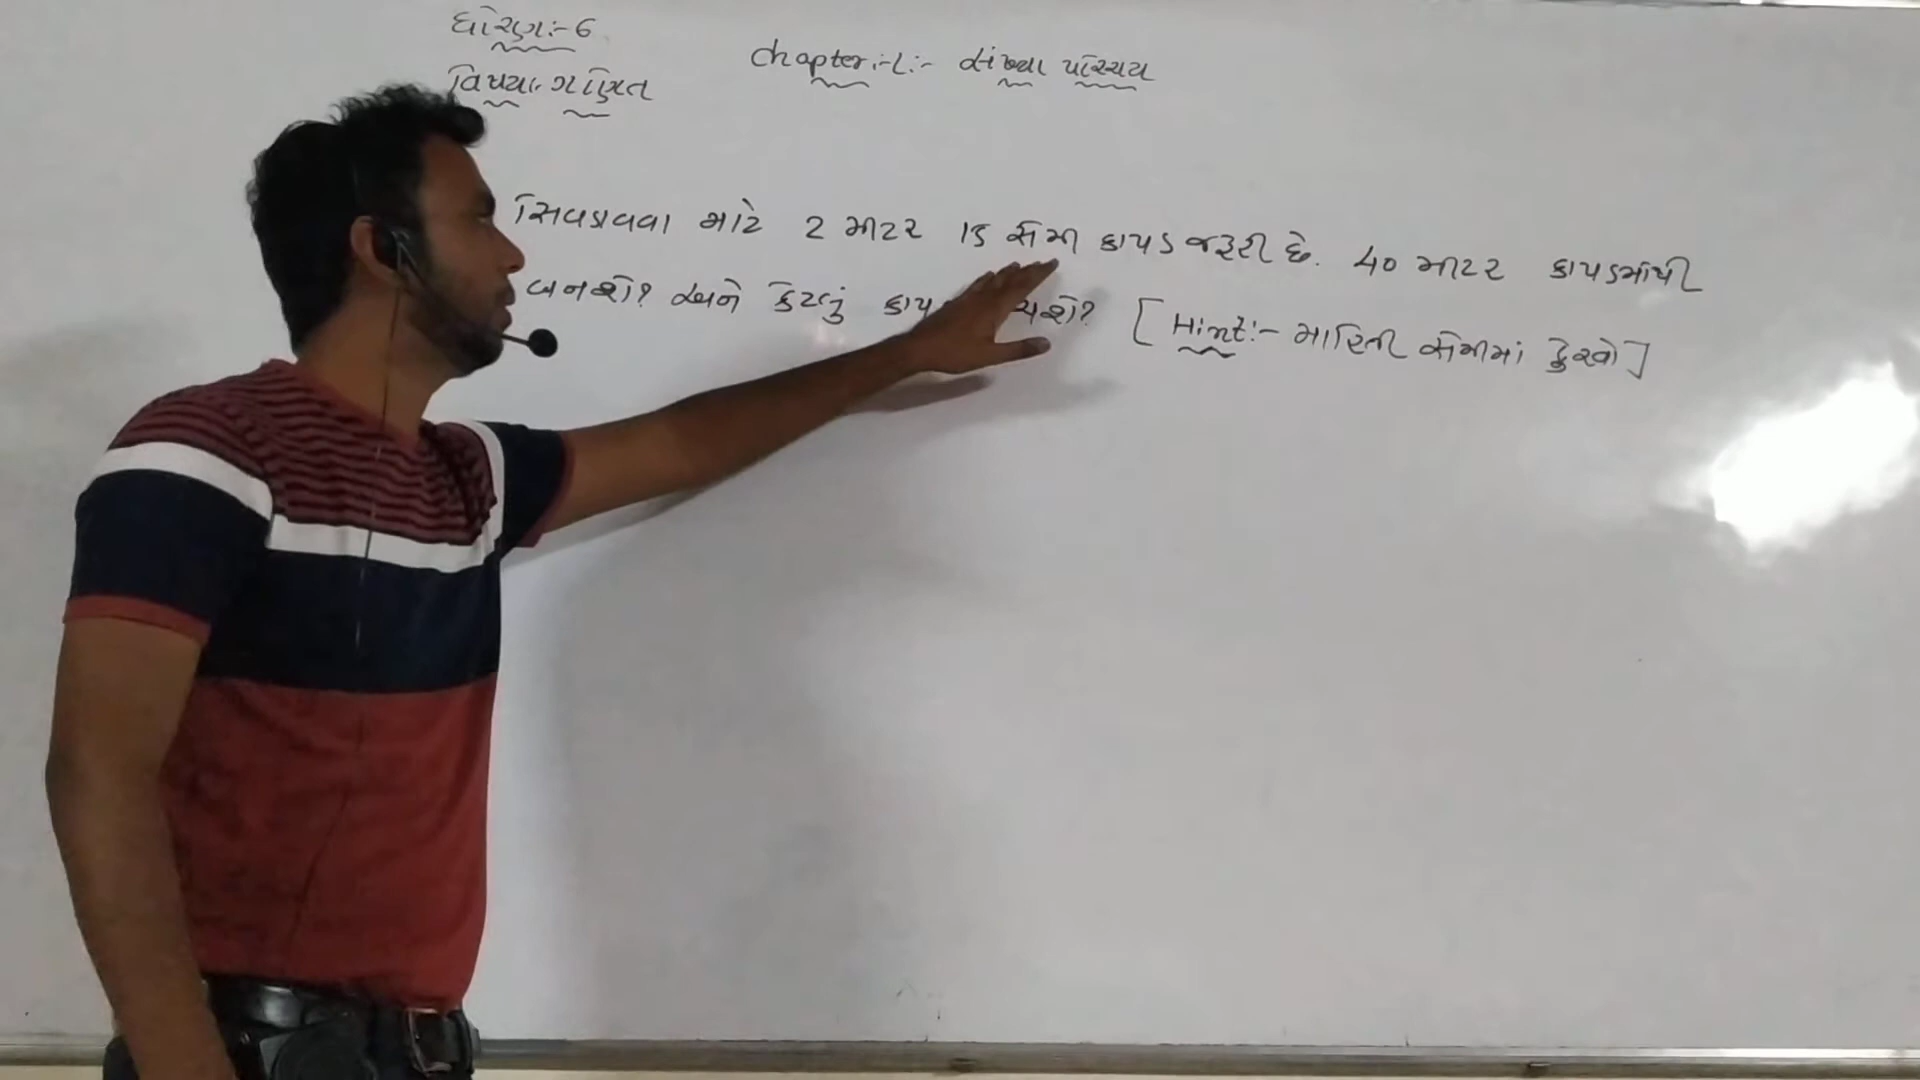 ધોરણ:- 6
વિષય:- ગણિત
Chapter:-1:- સંખ્યા પરિચય
સિવડાવવા માટે 2 મીટર 15 સેમી કાપડ જરૂરી છે. 40 મીટર કાપડમાંથી
બનશે? અને કેટલું કાપ શે? [Hint:- માહિતી સેમીમાં ફેરવો]